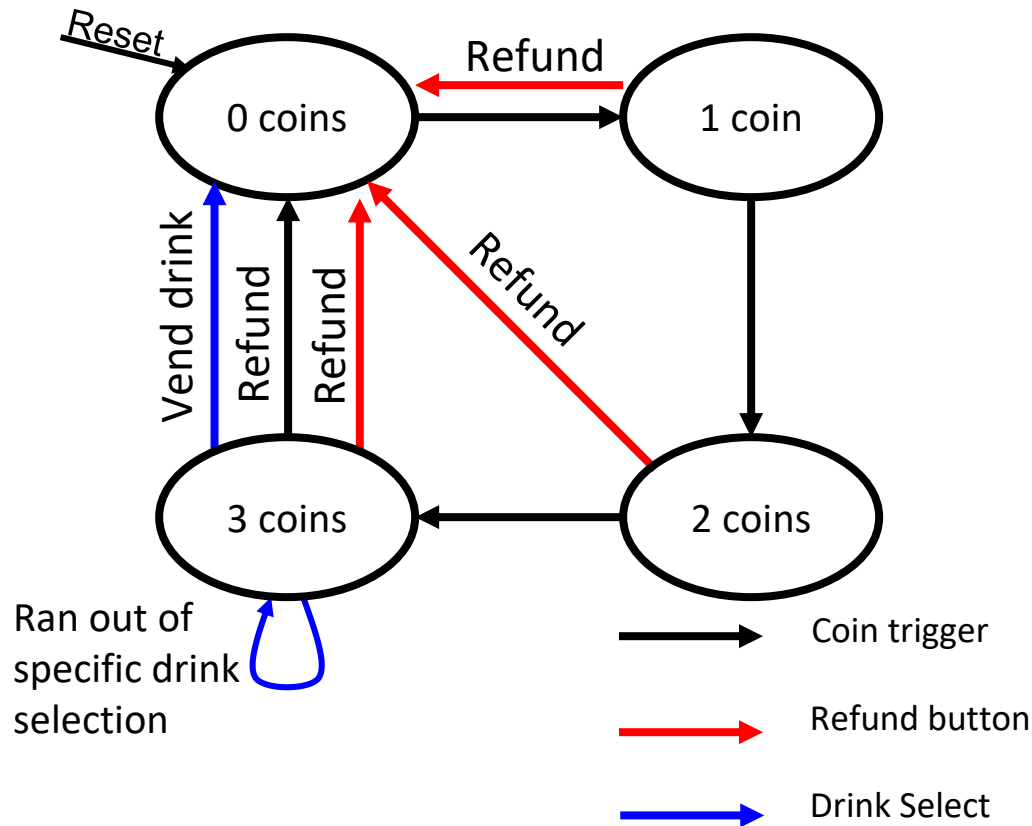 Reset
Refund
0 coins
1 coin
Vend drink
Refund
Refund
Refund
3 coins
2 coins
Ran out of
specific drink
selection
Coin trigger
Refund button
Drink Select